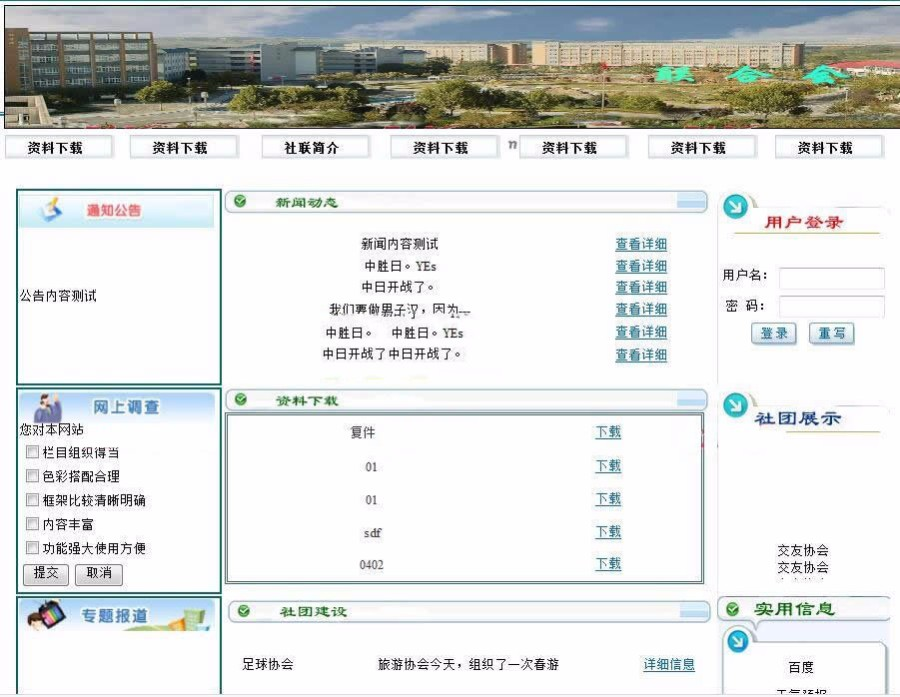 联合会
资料下载 资料下载 社联简介 资料下载 n 资料下载 资料下载 资料下载
通知公告
公告内容测试
新闻动态
新闻内容测试 查看详细
中胜日。YEs 查看详细
中日开战了。 查看详细
我们再做男子汉，因为 查看详细
中胜日。 中胜日。YEs 查看详细
中日开战了中日开战了。 查看详细
用户登录
用户名：
密 码：
登录 重写
网上调查
您对本网站
栏目组织得当
色彩搭配合理
框架比较清晰明确
内容丰富
功能强大使用方便
提交 取消
资料下载
复件 下载
01 下载
01 下载
sdf 下载
0402 下载
社团展示
交友协会
交友协会
专题报道
社团建设
足球协会 旅游协会今天，组织了一次春游 详细信息
实用信息
百度